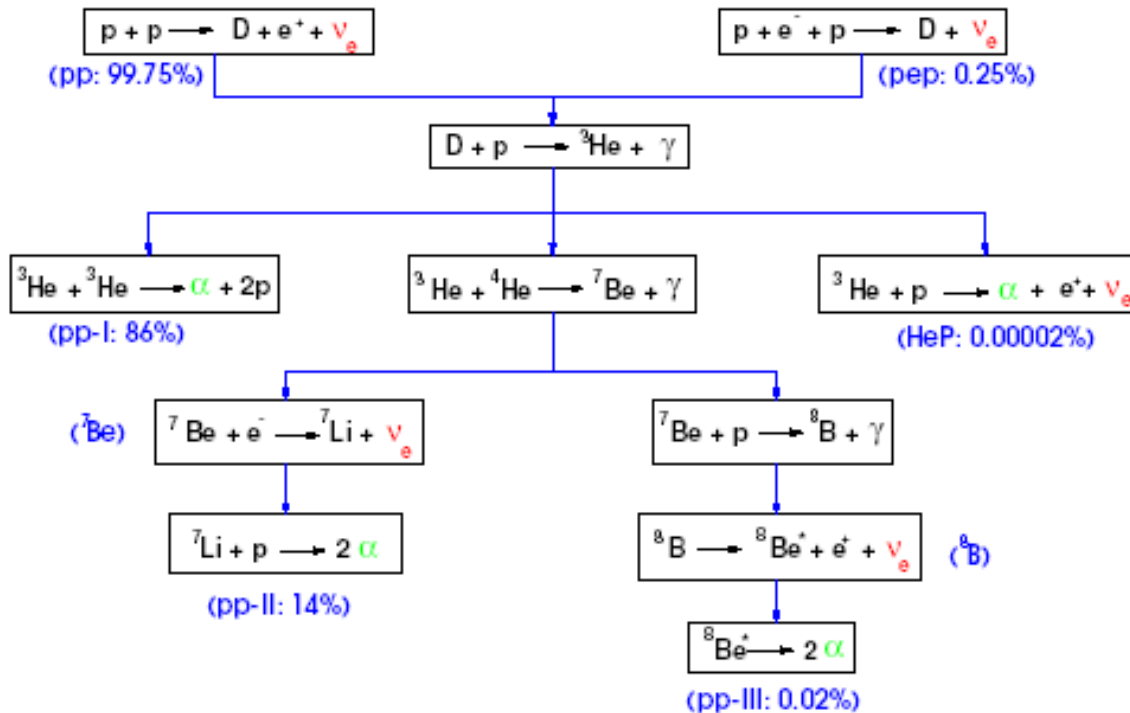 p + p → D + e⁺ + νₑ
p + e⁻ + p → D + νₑ
(pp: 99.75%)
(pep: 0.25%)
D + p → ³He + γ
³He + ³He → α + 2p
³He + ⁴He → ⁷Be + γ
³He + p → α + e⁺ + νₑ
(pp-I: 86%)
(HeP: 0.00002%)
(⁷Be)
⁷Be + e⁻ → ⁷Li + νₑ
⁷Be + p → ⁸B + γ
⁷Li + p → 2 α
⁸B → ⁸Be* + e⁺ + νₑ
(⁸B)
(pp-II: 14%)
⁸Be* → 2 α
(pp-III: 0.02%)